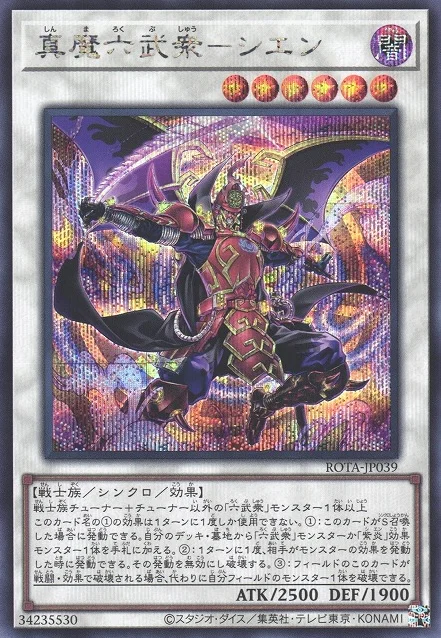 真魔六武衆－シエン
闇
ROTA-JP039
【戦士族／シンクロ／効果】
戦士族チューナー＋チューナー以外の「六武衆」モンスター1体以上
このカード名の①の効果は1ターンに1度しか使用できない。①：このカードがS召喚
した場合に発動できる。自分のデッキ・墓地から「六武衆」モンスターか「紫炎」効果
モンスター1体を手札に加える。②：1ターンに1度、相手がモンスターの効果を発動
した時に発動できる。その発動を無効にし破壊する。③：フィールドのこのカードが
戦闘・効果で破壊される場合、代わりに自分フィールドのモンスター1体を破壊できる。
ATK/2500 DEF/1900
34235530
©スタジオ・ダイス／集英社・テレビ東京・KONAMI